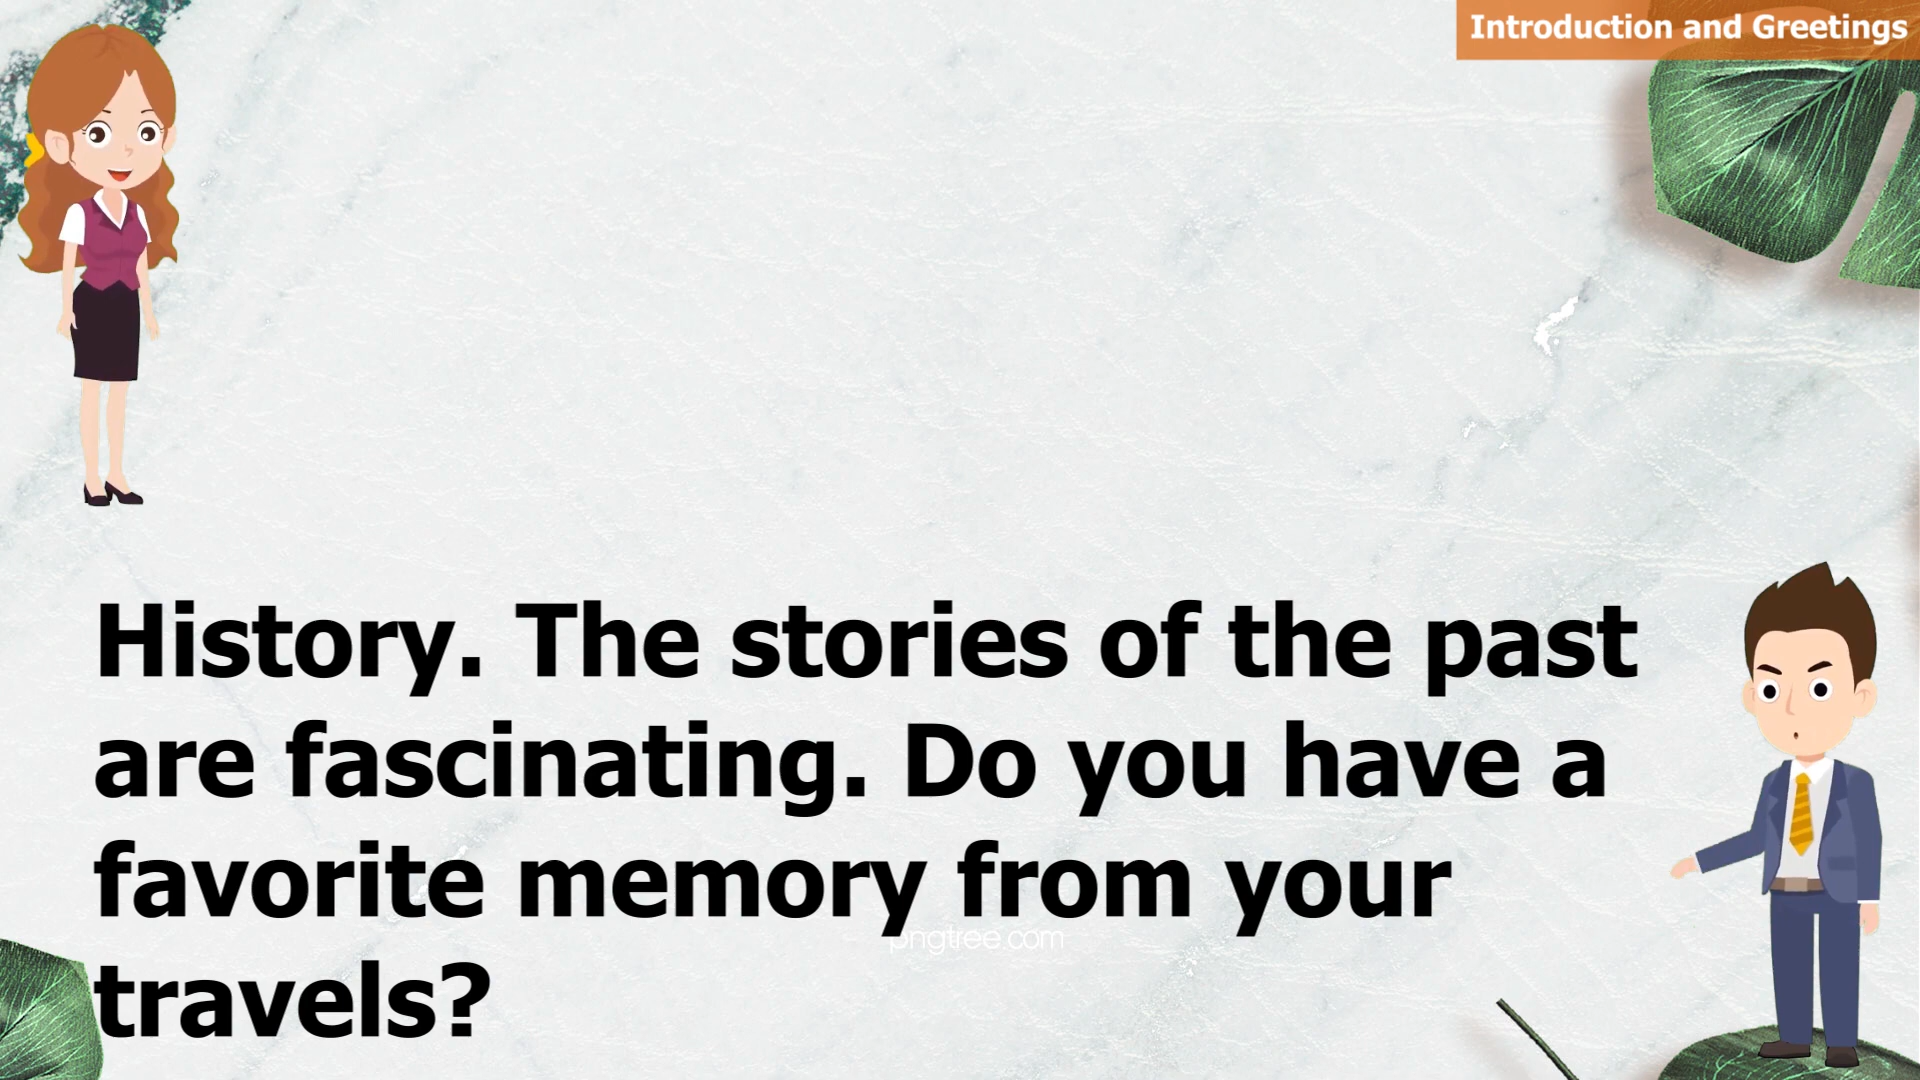 Introduction and Greetings
History. The stories of the past
are fascinating. Do you have a
favorite memory from your
pngtree.com
travels?